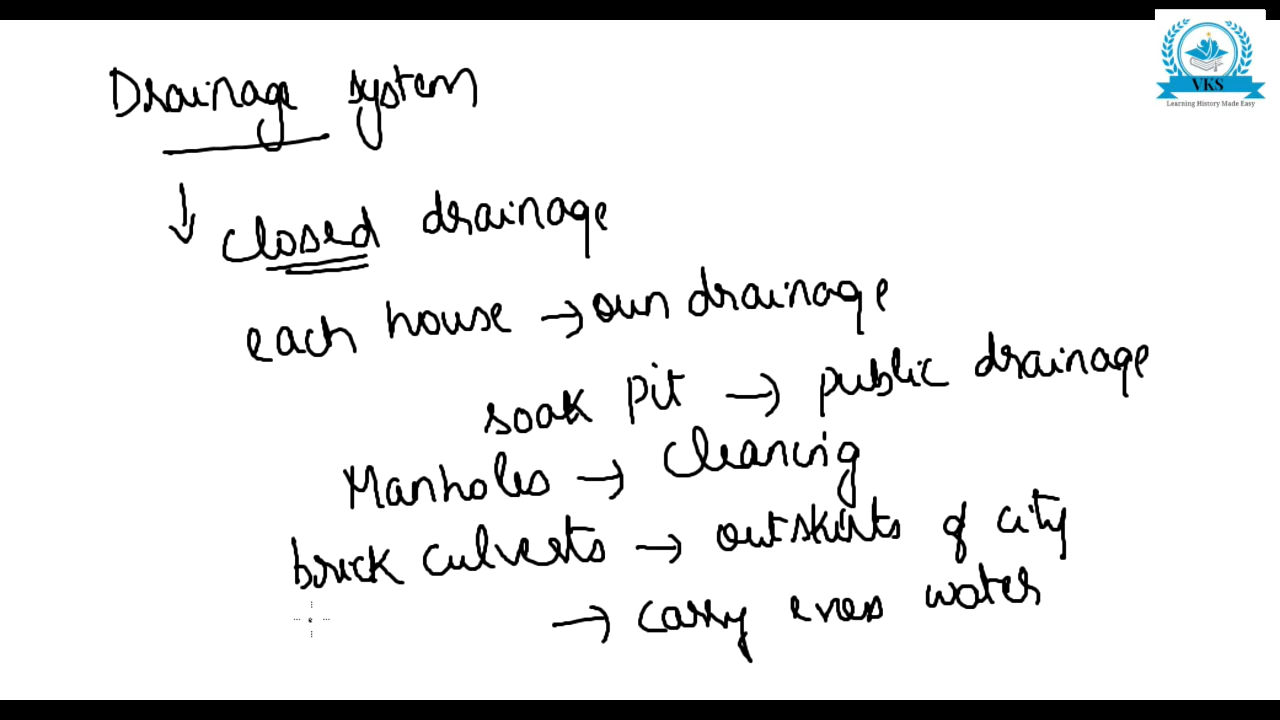 Drainage system
VKS
Learning History Made Easy
↓ closed drainage
each house → own drainage
soak pit → public drainage
Manholes → cleaning
brick culverts → outskirts of city
→ carry water